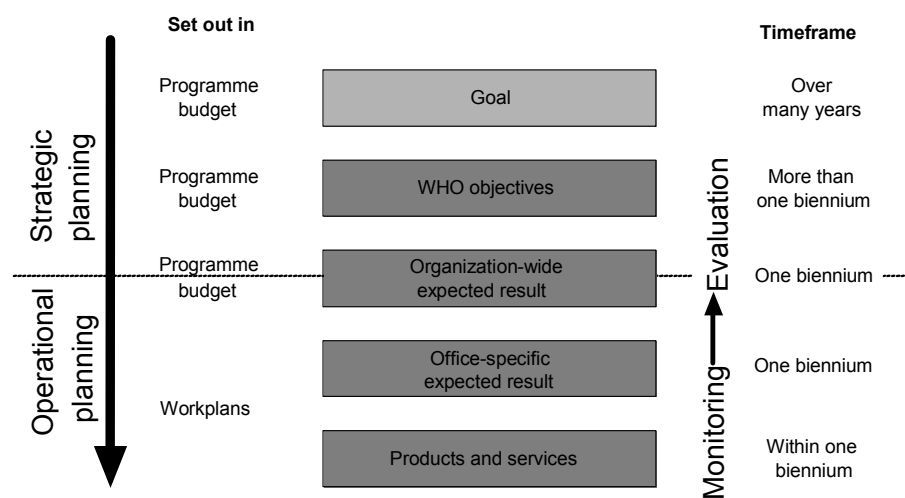 Set out in
Timeframe
Strategic
planning
Programme
budget
Goal
Over
many years
Programme
budget
WHO objectives
More than
one biennium
Evaluation
Programme
budget
Organization-wide
expected result
One biennium
Operational
planning
Office-specific
expected result
One biennium
Workplans
Monitoring
Products and services
Within one
biennium